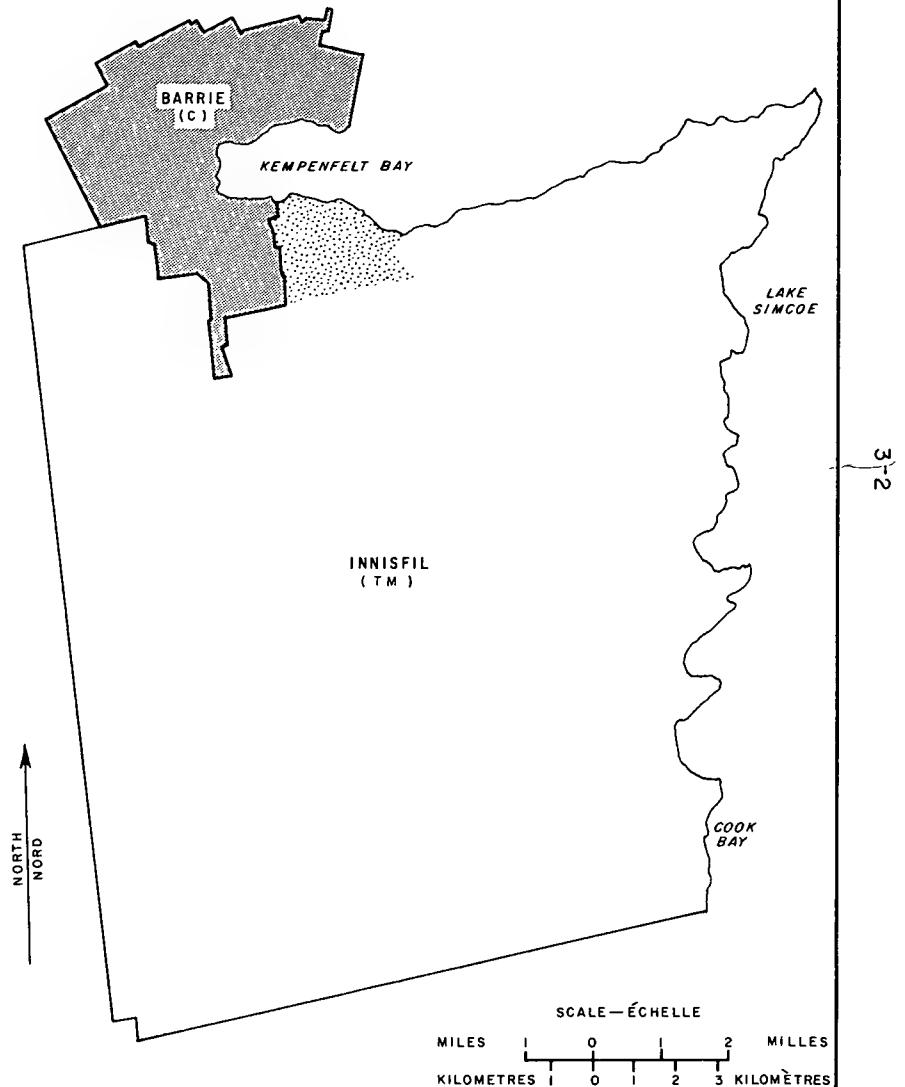 BARRIE
(C)
KEMPENFELT BAY
LAKE
SIMCOE
3-2
INNISFIL
(TM)
NORTH
NORD
COOK
BAY
SCALE—ÉCHELLE
MILES 1 0 1 2 MILLES
KILOMETRES 1 0 1 2 3 KILOMÈTRES